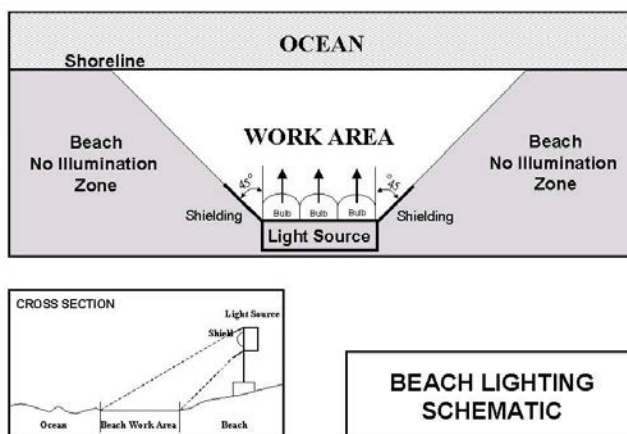 OCEAN
Shoreline
WORK AREA
Beach
No Illumination
Zone
Beach
No Illumination
Zone
45°
45°
Shielding
Bulb
Bulb
Bulb
Shielding
Light Source
CROSS SECTION
Light Source
Shield
Ocean
Beach Work Area
Beach
BEACH LIGHTING
SCHEMATIC